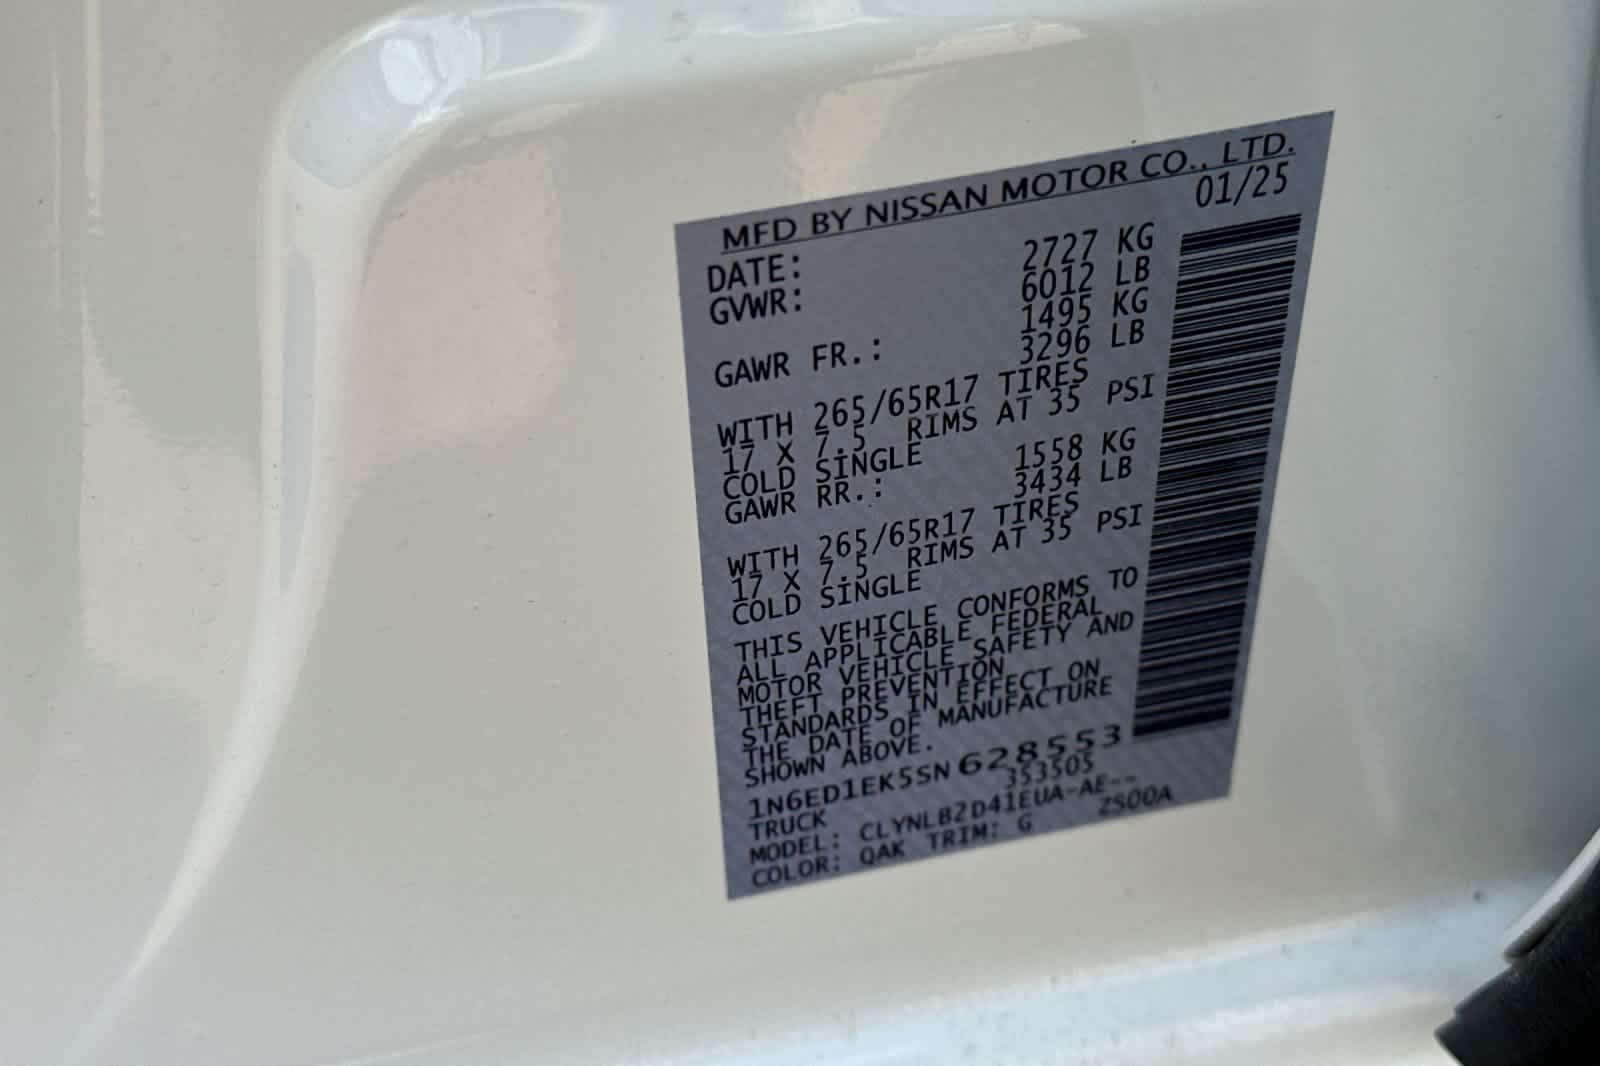 MFD BY NISSAN MOTOR CO., LTD.
DATE: 01/25
GVWR: 2727 KG
6012 LB
GAWR FR.: 1495 KG
3296 LB
WITH 265/65R17 TIRES
17 X 7.5 RIMS AT 35 PSI
COLD SINGLE
GAWR RR.: 1558 KG
3434 LB
WITH 265/65R17 TIRES
17 X 7.5 RIMS AT 35 PSI
COLD SINGLE
THIS VEHICLE CONFORMS TO
ALL APPLICABLE FEDERAL
MOTOR VEHICLE SAFETY AND
THEFT PREVENTION
STANDARDS IN EFFECT ON
THE DATE OF MANUFACTURE
SHOWN ABOVE.
1N6ED1EK5SN628553
TRUCK 353505
MODEL: CLYNLB2D41EUA-AE--
COLOR: QAK TRIM: G ZS00A